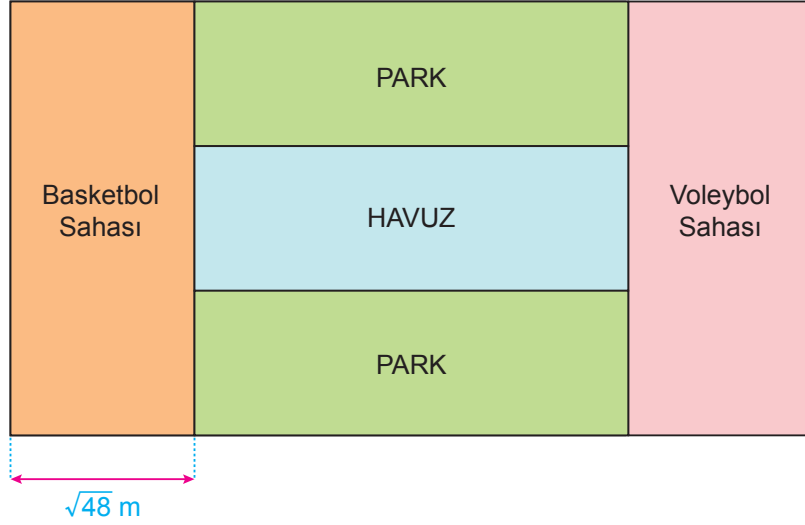 PARK
Basketbol
Sahası
HAVUZ
Voleybol
Sahası
PARK
√48 m